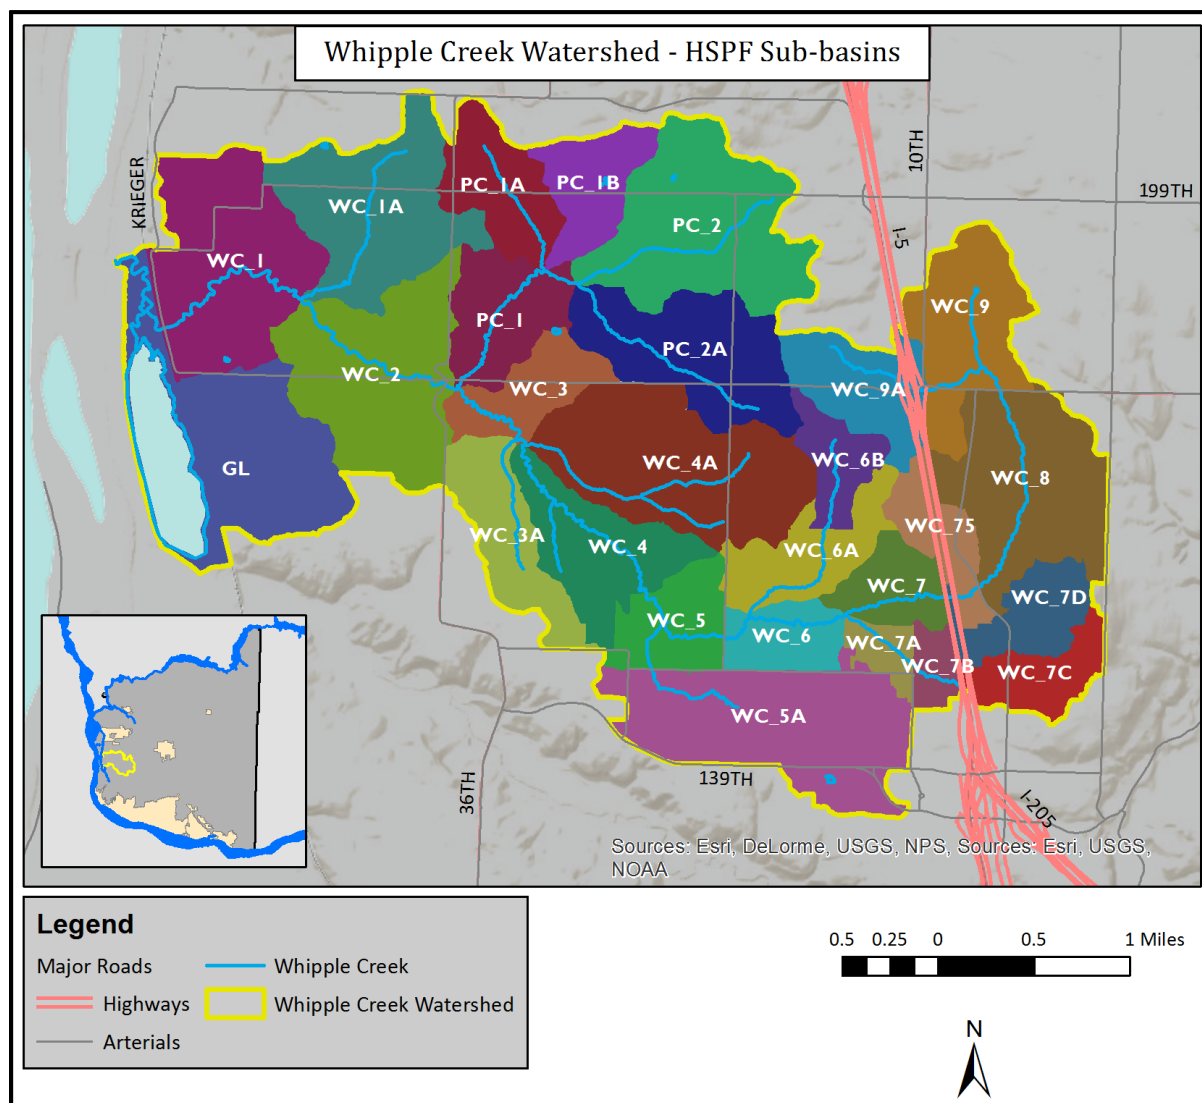 Whipple Creek Watershed - HSPF Sub-basins
KRIEGER
10TH
199TH
I-5
PC_1A
PC_1B
WC_1A
PC_2
WC_1
WC_9
PC_1
PC_2A
WC_2
WC_3
WC_9A
GL
WC_4A
WC_6B
WC_8
WC_75
WC_3A
WC_4
WC_6A
WC_7
WC_7D
WC_5
WC_6
WC_7A
WC_7B
WC_7C
WC_5A
139TH
36TH
I-205
Sources: Esri, DeLorme, USGS, NPS, Sources: Esri, USGS,
NOAA
Legend
Major Roads
Whipple Creek
Highways
Whipple Creek Watershed
Arterials
0.5 0.25 0 0.5 1 Miles
N